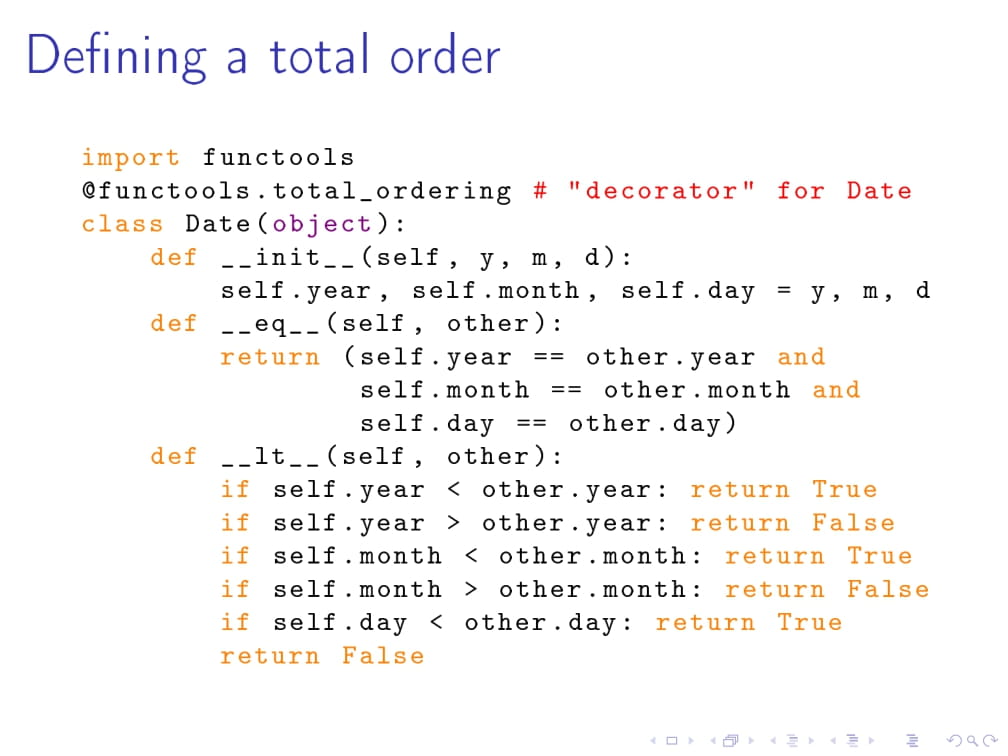 Defining a total order
import functools
@functools.total_ordering # "decorator" for Date
class Date(object):
    def __init__(self, y, m, d):
        self.year, self.month, self.day = y, m, d
    def __eq__(self, other):
        return (self.year == other.year and
                self.month == other.month and
                self.day == other.day)
    def __lt__(self, other):
        if self.year < other.year: return True
        if self.year > other.year: return False
        if self.month < other.month: return True
        if self.month > other.month: return False
        if self.day < other.day: return True
        return False